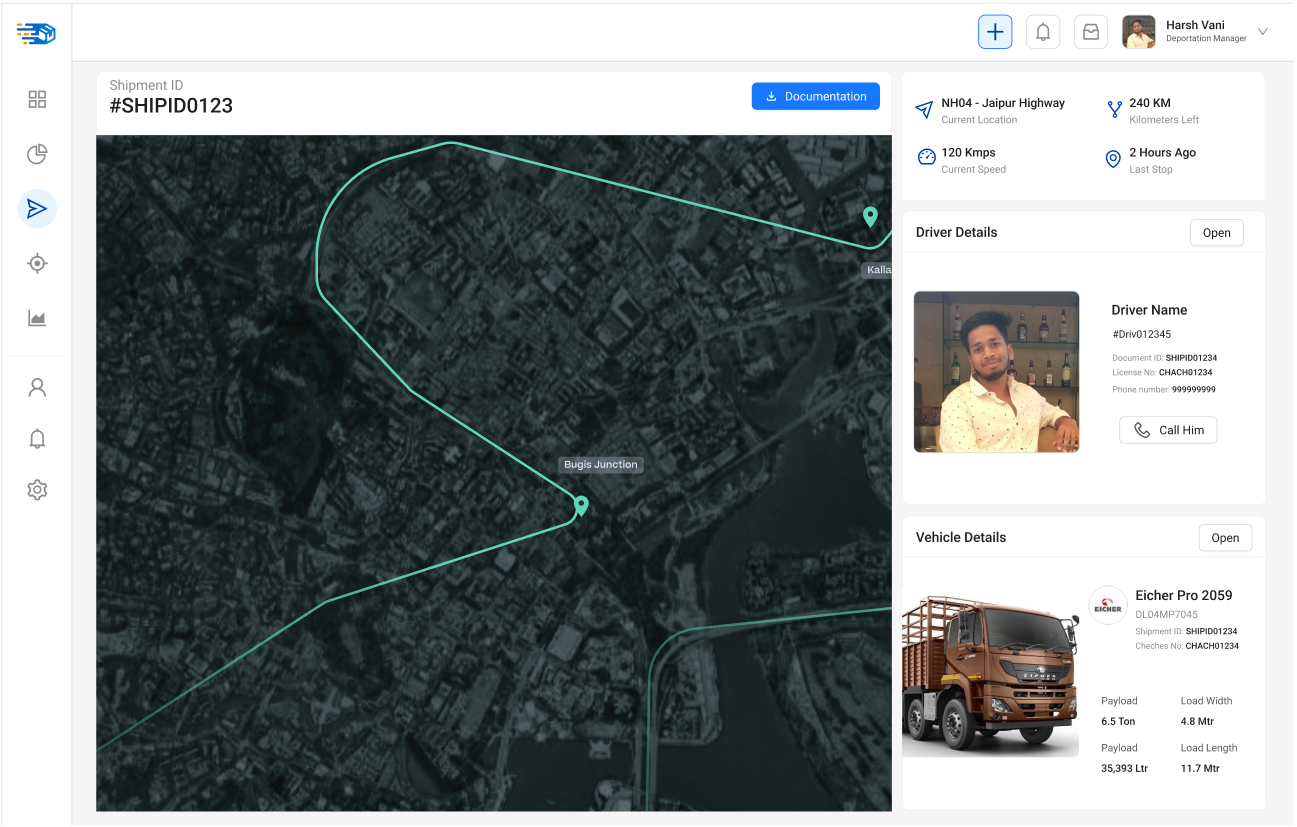 Harsh Vani
Deportation Manager
Shipment ID
#SHIPID0123
Documentation
NH04 - Jaipur Highway
Current Location
240 KM
Kilometers Left
120 Kmps
Current Speed
2 Hours Ago
Last Stop
Kalla
Bugis Junction
Driver Details
Open
Driver Name
#Driv012345
Document ID: SHIPID01234
License No: CHACH01234
Phone number: 999999999
Call Him
Vehicle Details
Open
EICHER
EICHER
Eicher Pro 2059
DL04MP7045
Shipment ID: SHIPID01234
Cheches No: CHACH01234
Payload
Load Width
6.5 Ton
4.8 Mtr
Payload
Load Length
35,393 Ltr
11.7 Mtr